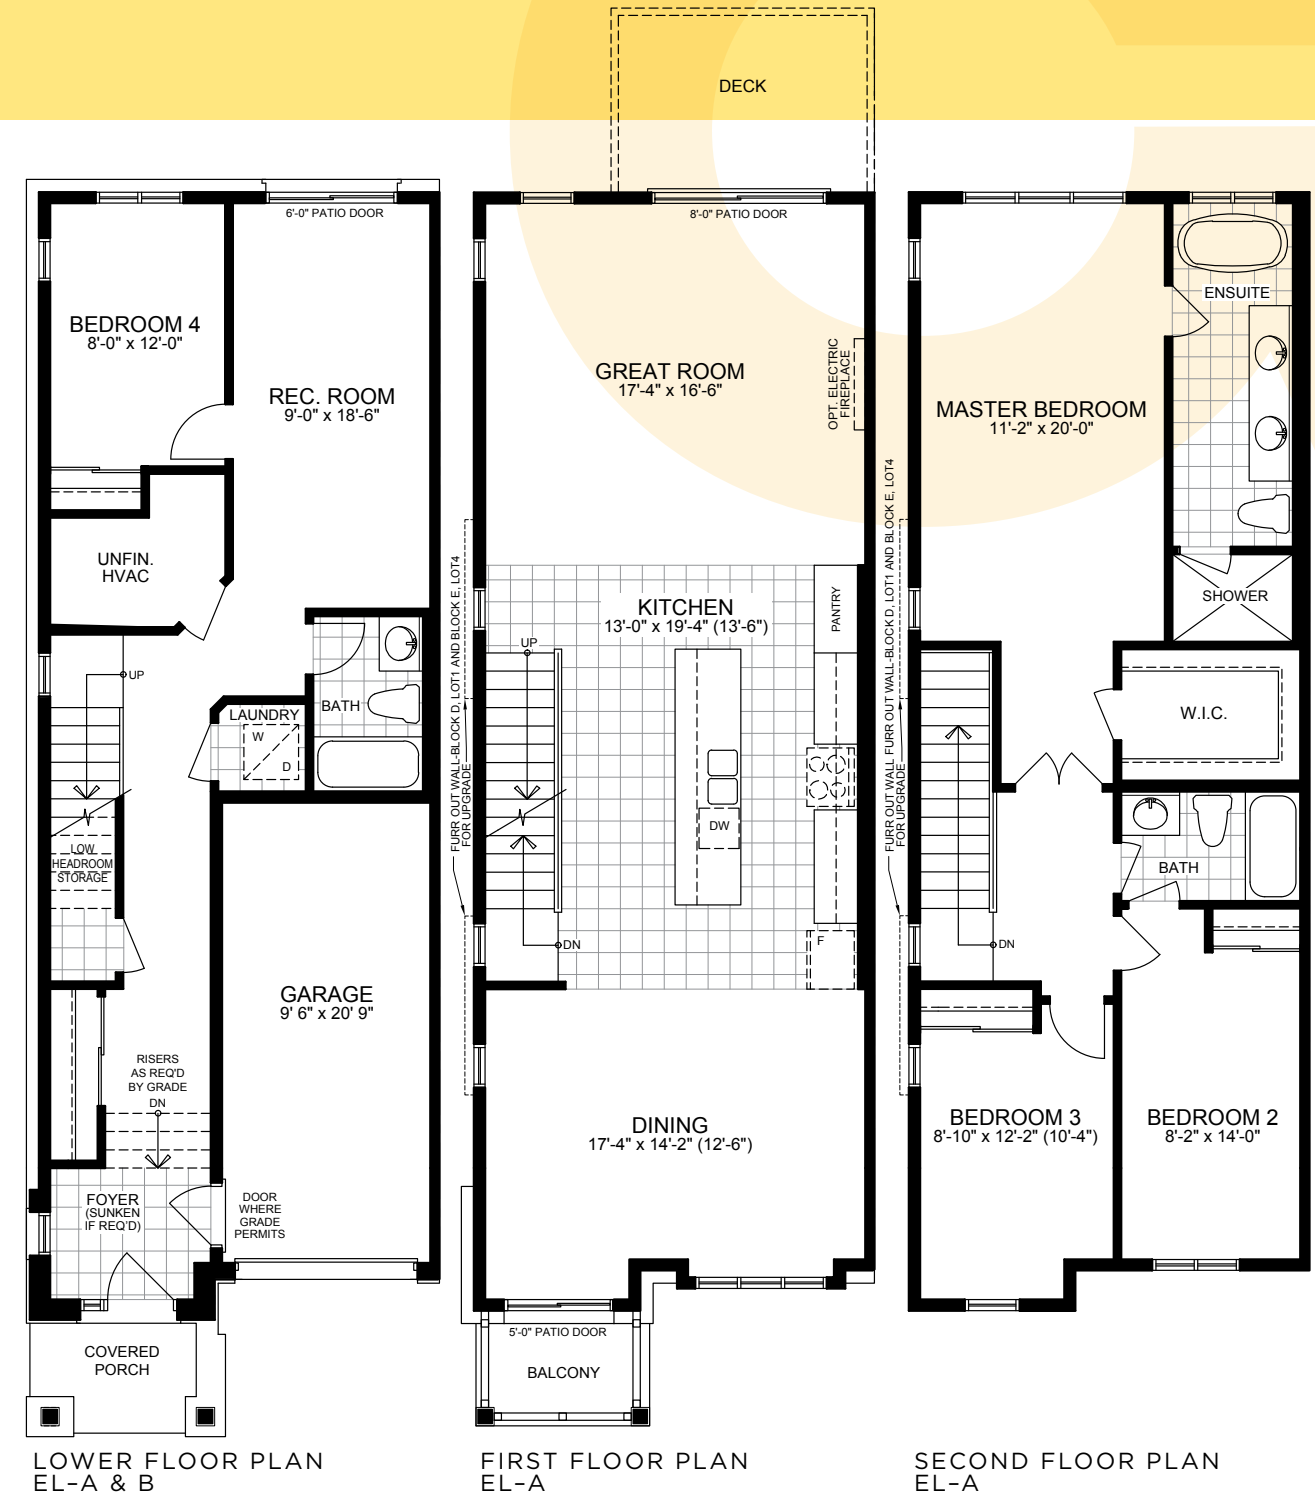 DECK
6'-0" PATIO DOOR
BEDROOM 4
8'-0" x 12'-0"
REC. ROOM
9'-0" x 18'-6"
UNFIN.
HVAC
UP
BATH
LAUNDRY
W
D
LOW
HEADROOM
STORAGE
GARAGE
9' 6" x 20' 9"
RISERS
AS REQ'D
BY GRADE
DN
FOYER
(SUNKEN
IF REQ'D)
DOOR
WHERE
GRADE
PERMITS
COVERED
PORCH
LOWER FLOOR PLAN
EL-A & B
8'-0" PATIO DOOR
GREAT ROOM
17'-4" x 16'-6"
OPT. ELECTRIC
FIREPLACE
FURR OUT WALL-BLOCK D, LOT1 AND BLOCK E, LOT4
FOR UPGRADE
KITCHEN
13'-0" x 19'-4" (13'-6")
PANTRY
UP
DW
DN
F
DINING
17'-4" x 14'-2" (12'-6")
5'-0" PATIO DOOR
BALCONY
FIRST FLOOR PLAN
EL-A
ENSUITE
MASTER BEDROOM
11'-2" x 20'-0"
FURR OUT WALL FURR OUT WALL-BLOCK D, LOT1 AND BLOCK E, LOT4
FOR UPGRADE
SHOWER
W.I.C.
BATH
DN
BEDROOM 3
8'-10" x 12'-2" (10'-4")
BEDROOM 2
8'-2" x 14'-0"
SECOND FLOOR PLAN
EL-A